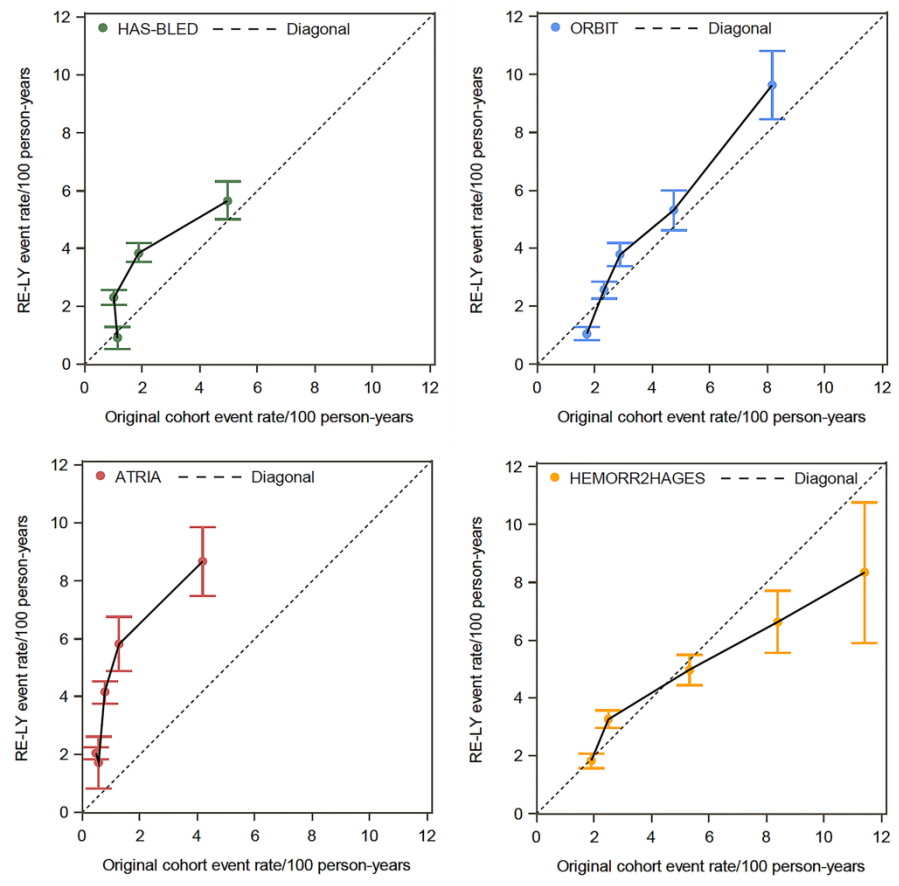 HAS-BLED Diagonal
12
10
8
6
4
2
0
RE-LY event rate/100 person-years
0 2 4 6 8 10 12
Original cohort event rate/100 person-years
ORBIT Diagonal
12
10
8
6
4
2
0
RE-LY event rate/100 person-years
0 2 4 6 8 10 12
Original cohort event rate/100 person-years
ATRIA Diagonal
12
10
8
6
4
2
0
RE-LY event rate/100 person-years
0 2 4 6 8 10 12
Original cohort event rate/100 person-years
HEMORR2HAGES Diagonal
12
10
8
6
4
2
0
RE-LY event rate/100 person-years
0 2 4 6 8 10 12
Original cohort event rate/100 person-years